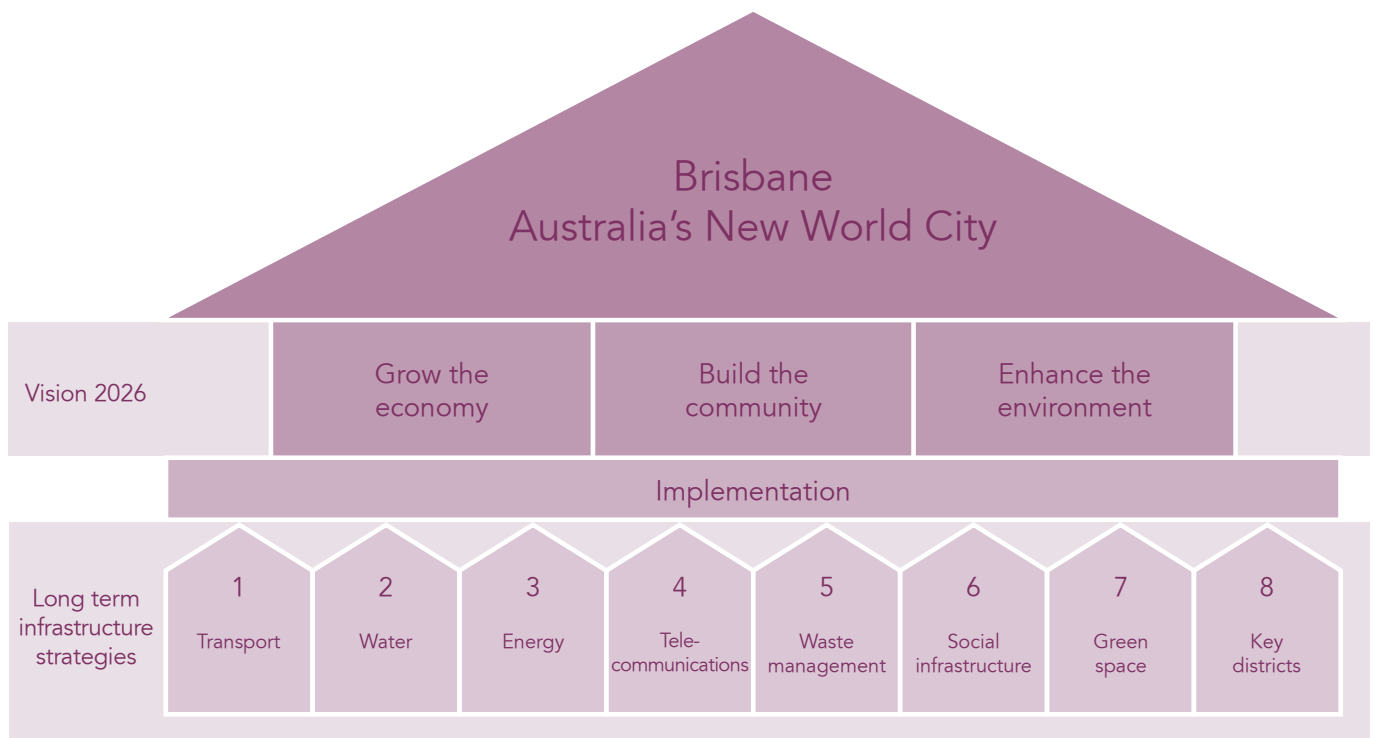 Brisbane
Australia’s New World City
Vision 2026
Grow the
economy
Build the
community
Enhance the
environment
Implementation
Long term
infrastructure
strategies
1
Transport
2
Water
3
Energy
4
Tele-
communications
5
Waste
management
6
Social
infrastructure
7
Green
space
8
Key
districts